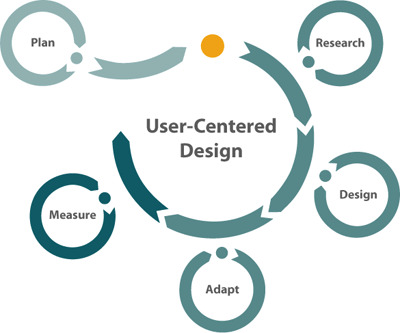 Plan
Research
User-Centered
Design
Design
Measure
Adapt